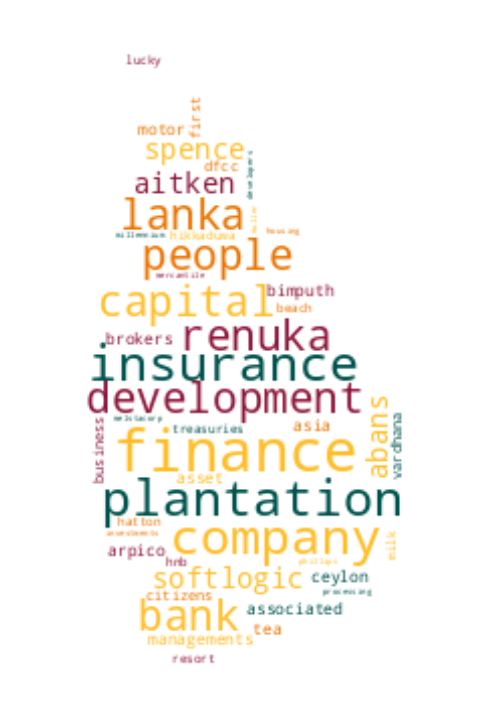 lucky
first
motor
spence
dfcc
developers
aitken
lanka
millennium
hikkaduwa
housing
people
mercantile
bimputh
capital
beach
brokers
renuka
insurance
development
abans
vardhana
business
treasuries
asia
finance
asset
plantation
hatton
investments
company
milk
arpico
hnb
phillips
softlogic
ceylon
processing
citizens
bank
associated
tea
managements
resort